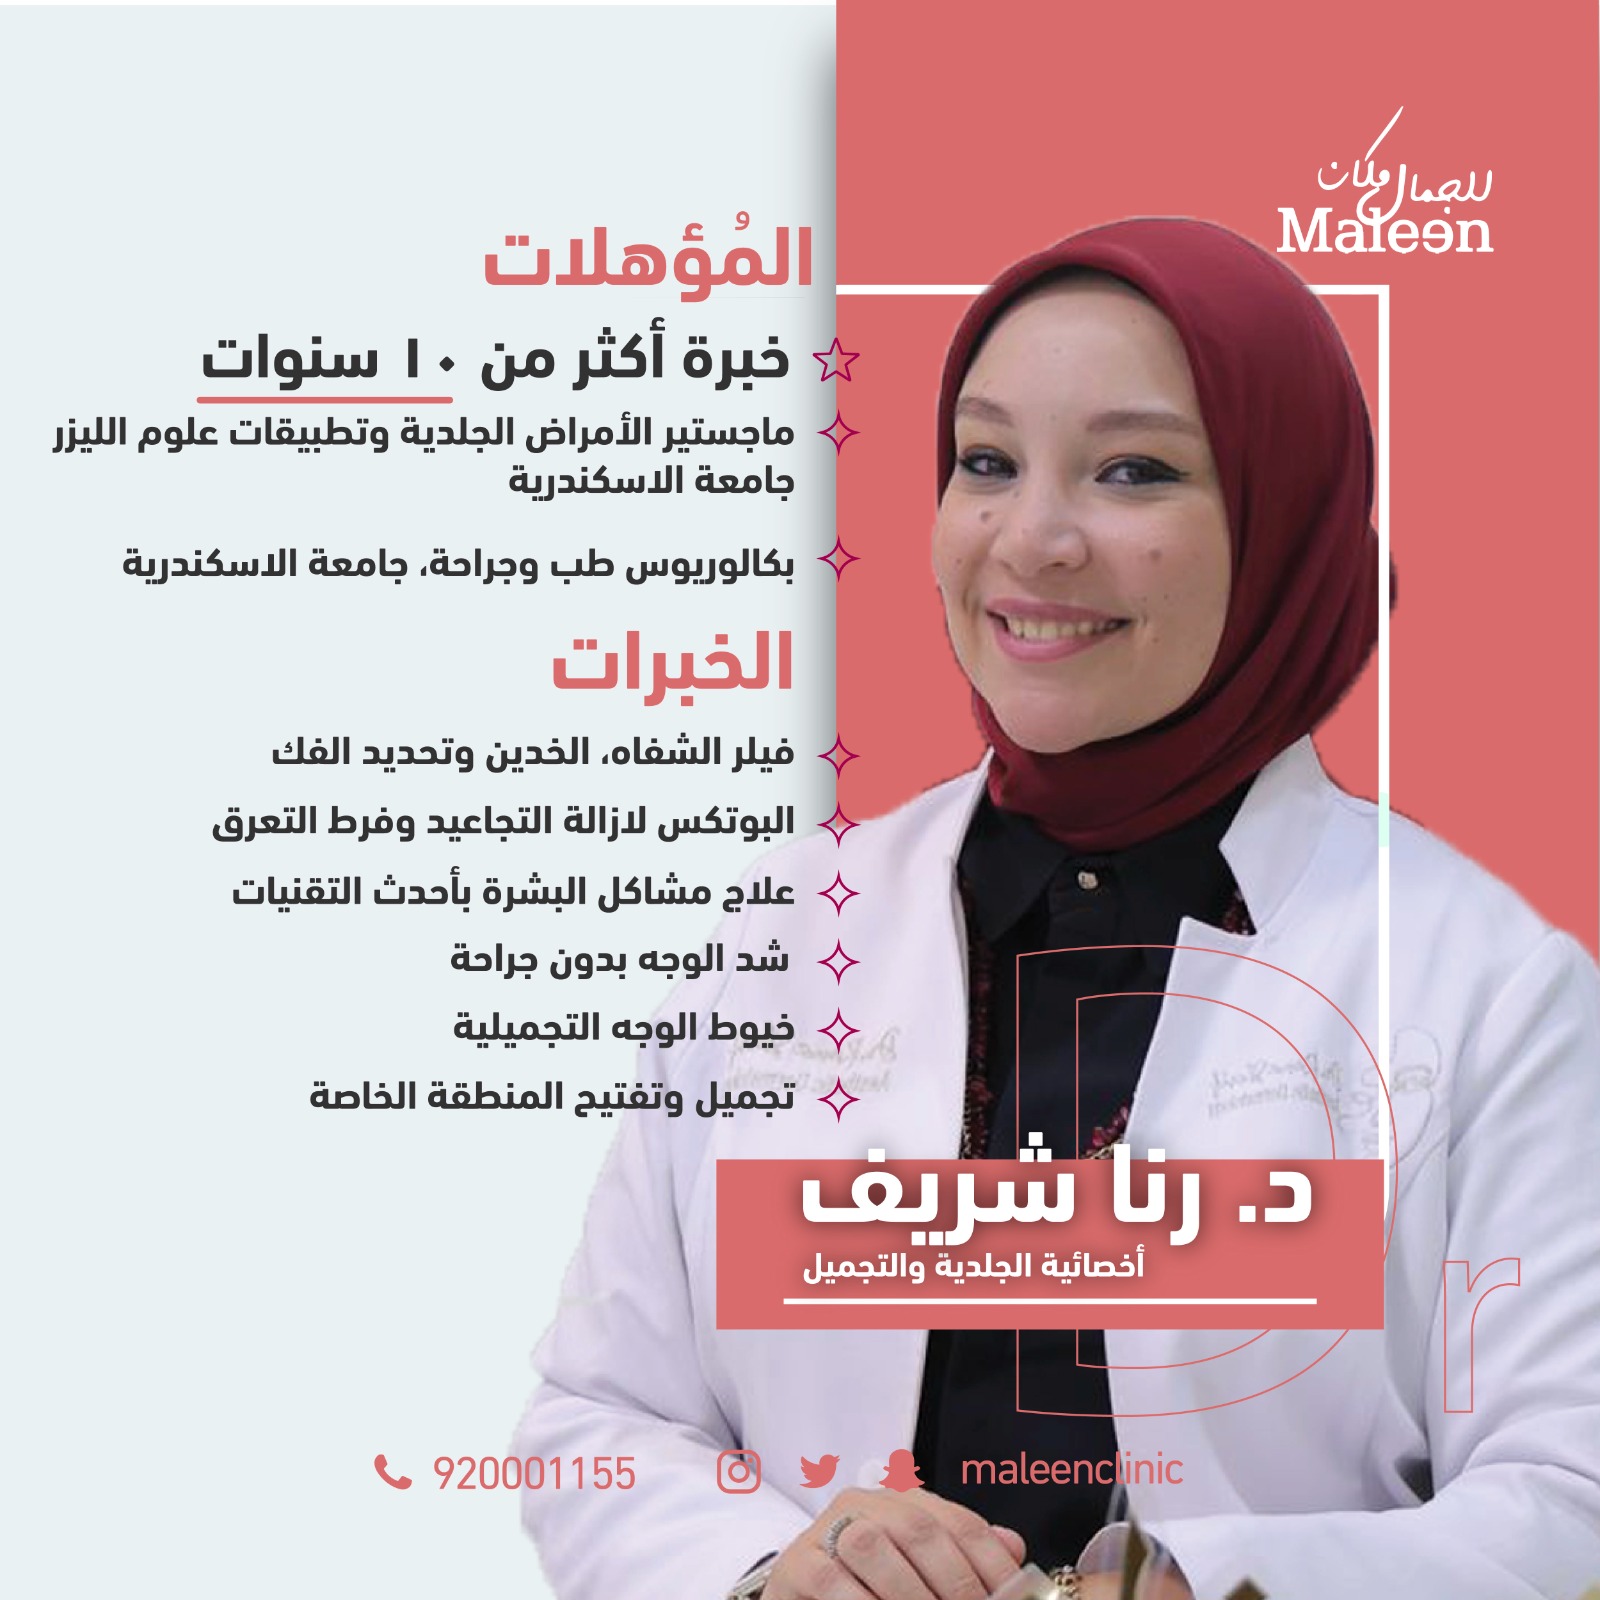 للجمال مكان
Maleen
المُؤهلات
خبرة أكثر من ١٠ سنوات
ماجستير الأمراض الجلدية وتطبيقات علوم الليزر
جامعة الاسكندرية
بكالوريوس طب وجراحة، جامعة الاسكندرية
الخبرات
فيلر الشفاه، الخدين وتحديد الفك
البوتكس لازالة التجاعيد وفرط التعرق
علاج مشاكل البشرة بأحدث التقنيات
شد الوجه بدون جراحة
خيوط الوجه التجميلية
تجميل وتفتيح المنطقة الخاصة
د. رنا شريف
أخصائية الجلدية والتجميل
Dr
920001155
maleenclinic